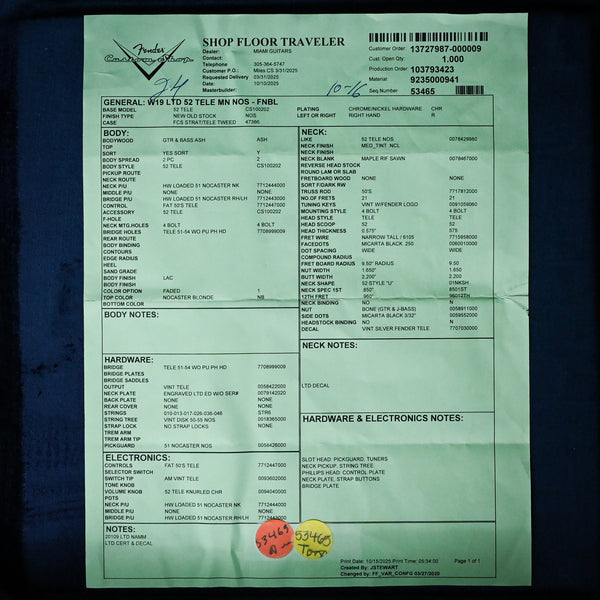 Fender
Custom Shop
SHOP FLOOR TRAVELER
Dealer: MIAMI GUITARS
Contact:
Telephone 305-364-5747
Customer P.O.: Miles CS 3/31/2025
Requested Delivery 03/31/2025
Date: 10/10/2025
Masterbuilder:
Customer Order: 13727987-000009
Cust. Open Qty: 1.000
Production Order: 103793423
Material 9235000941
Seq.Number 53465
24
10-16
GENERAL: W19 LTD 52 TELE MN NOS - FNBL
BASE MODEL 52 TELE CS100202 PLATING CHROME/NICKEL HARDWARE CHR
FINISH TYPE NEW OLD STOCK NOS LEFT OR RIGHT RIGHT HAND R
CASE FCS STRAT/TELE TWEED 47386
BODY:
BODYWOOD GTR & BASS ASH ASH
TOP
SORT YES SORT Y
BODY SPREAD 2 PC 2
BODY STYLE 52 TELE CS100202
PICKUP ROUTE
NECK ROUTE
NECK P/U HW LOADED 51 NOCASTER NK 7712444000
MIDDLE P/U NONE NONE
BRIDGE P/U HW LOADED 51 NOCASTER RH/LH 7712443000
CONTROL FAT 50'S TELE 7712447000
ACCESSORY 52 TELE CS100202
F-HOLE
NECK MTG.HOLES 4 BOLT 4 BOLT
BRIDGE HOLES TELE 51-54 WO PU PH HD 7708999009
REAR ROUTE
BODY BINDING
CONTOURS
EDGE RADIUS
HEEL
SAND GRADE
BODY FINISH LAC
BODY FINISH
COLOR OPTION FADED 1
TOP COLOR NOCASTER BLONDE NB
BOTTOM COLOR
BODY NOTES:
HARDWARE:
BRIDGE TELE 51-54 WO PU PH HD 7708999009
BRIDGE PLATES
BRIDGE SADDLES
OUTPUT VINT TELE 0058422000
NECK PLATE ENGRAVED LTD ED W/O SER# 0079142020
BACK PLATE NONE NONE
REAR COVER NONE NONE
STRINGS 010-013-017-026-036-046 STR6
STRING TREE VINT DISK 50-55 NOS 0018365000
STRAP LOCK NO STRAP LOCKS NONE
TREM ARM
TREM ARM TIP
PICKGUARD 51 NOCASTER NOS 0056426000
ELECTRONICS:
CONTROLS FAT 50'S TELE 7712447000
SELECTOR SWITCH
SWITCH TIP AM VINT TELE 0093602000
TONE KNOB
VOLUME KNOB 52 TELE KNURLED CHR 0094040000
POTS
NECK P/U HW LOADED 51 NOCASTER NK 7712444000
MIDDLE P/U NONE NONE
BRIDGE P/U HW LOADED 51 NOCASTER RH/LH 7712443000
NECK:
LIKE 52 TELE NOS 0078429980
NECK FINISH MED_TINT NCL
NECK FINISH
NECK BLANK MAPLE RIF SAWN 0078467000
REVERSE HEAD STOCK
ROUND LAM OR SLAB
FRETBOARD WOOD NONE NONE
SORT F/DARK RW
TRUSS ROD 50'S 7717812000
NO.OF FRETS 21 21
TUNING KEYS VINT W/FENDER LOGO 0091059060
MOUNTING STYLE 4 BOLT 4 BOLT
HEAD STYLE TELE TELE
HEAD SCOOP 52 52
HEAD THICKNESS 0.575" 575
FRET WIRE NARROW TALL / 6105 7715958000
FACEDOTS MICARTA BLACK .250 0060010000
DOT SPACING WIDE WIDE
COMPOUND RADIUS
FRET BOARD RADIUS 9.50" RADIUS 9.50
NUT WIDTH 1.650" 1.650
BUTT WIDTH 2.200" 2.200
NECK SHAPE 52 STYLE "U" 01NKSH
NECK SPEC 1ST .850" 8501ST
12TH FRET .960" 96012TH
NECK BINDING NO N
NUT BONE (GTR & J-BASS) 0058911000
SIDE DOTS MICARTA BLACK 3/32" 0059552000
HEADSTOCK BINDING NO N
DECAL VINT SILVER FENDER TELE 7707030000
NECK NOTES:
LTD DECAL
HARDWARE & ELECTRONICS NOTES:
SLOT HEAD: PICKGUARD, TUNERS
NECK PICKUP, STRING TREE
PHILLIPS HEAD: CONTROL PLATE
NECK PLATE, STRAP BUTTONS
BRIDGE PLATE
NOTES:
20109 LTD NAMM
LTD CERT & DECAL
53465
53465
Print Date: 10/15/2025 Print Time: 05:34:00 Page 1 of 1
Created By: JSTEWART
Changed by: FF_VAR_CONFG 03/27/2020